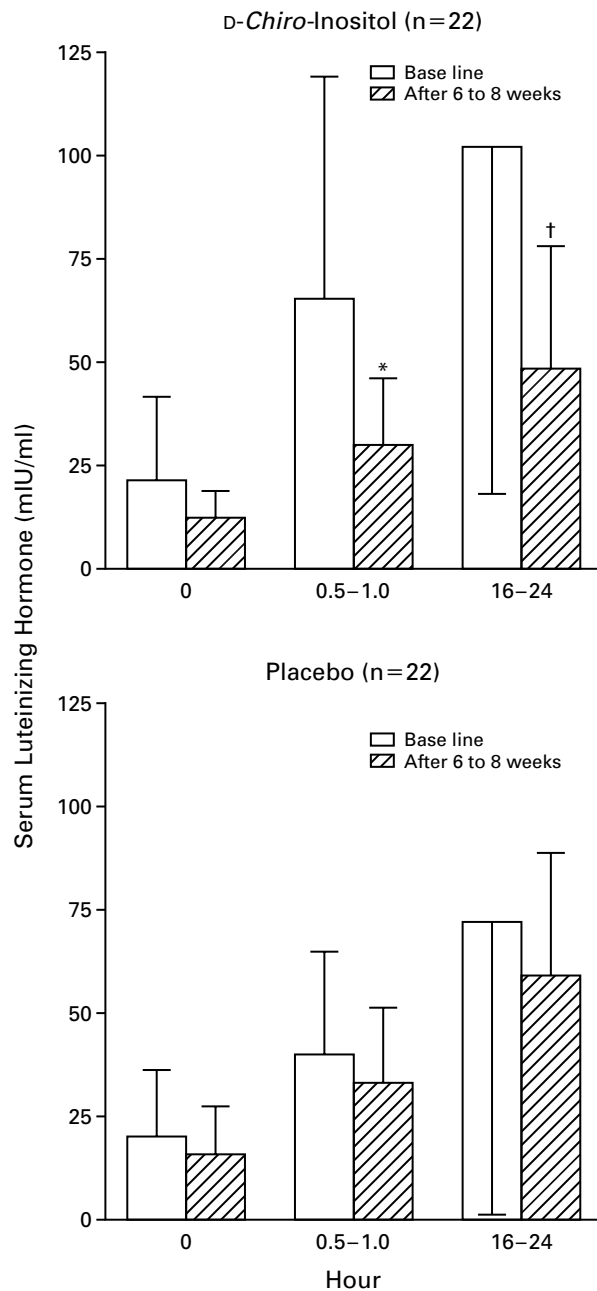 D-Chiro-Inositol (n=22)
125
100
75
50
25
0
Base line
After 6 to 8 weeks
*
†
0
0.5–1.0
16–24
Serum Luteinizing Hormone (mIU/ml)
Placebo (n=22)
125
100
75
50
25
0
Base line
After 6 to 8 weeks
0
0.5–1.0
16–24
Hour